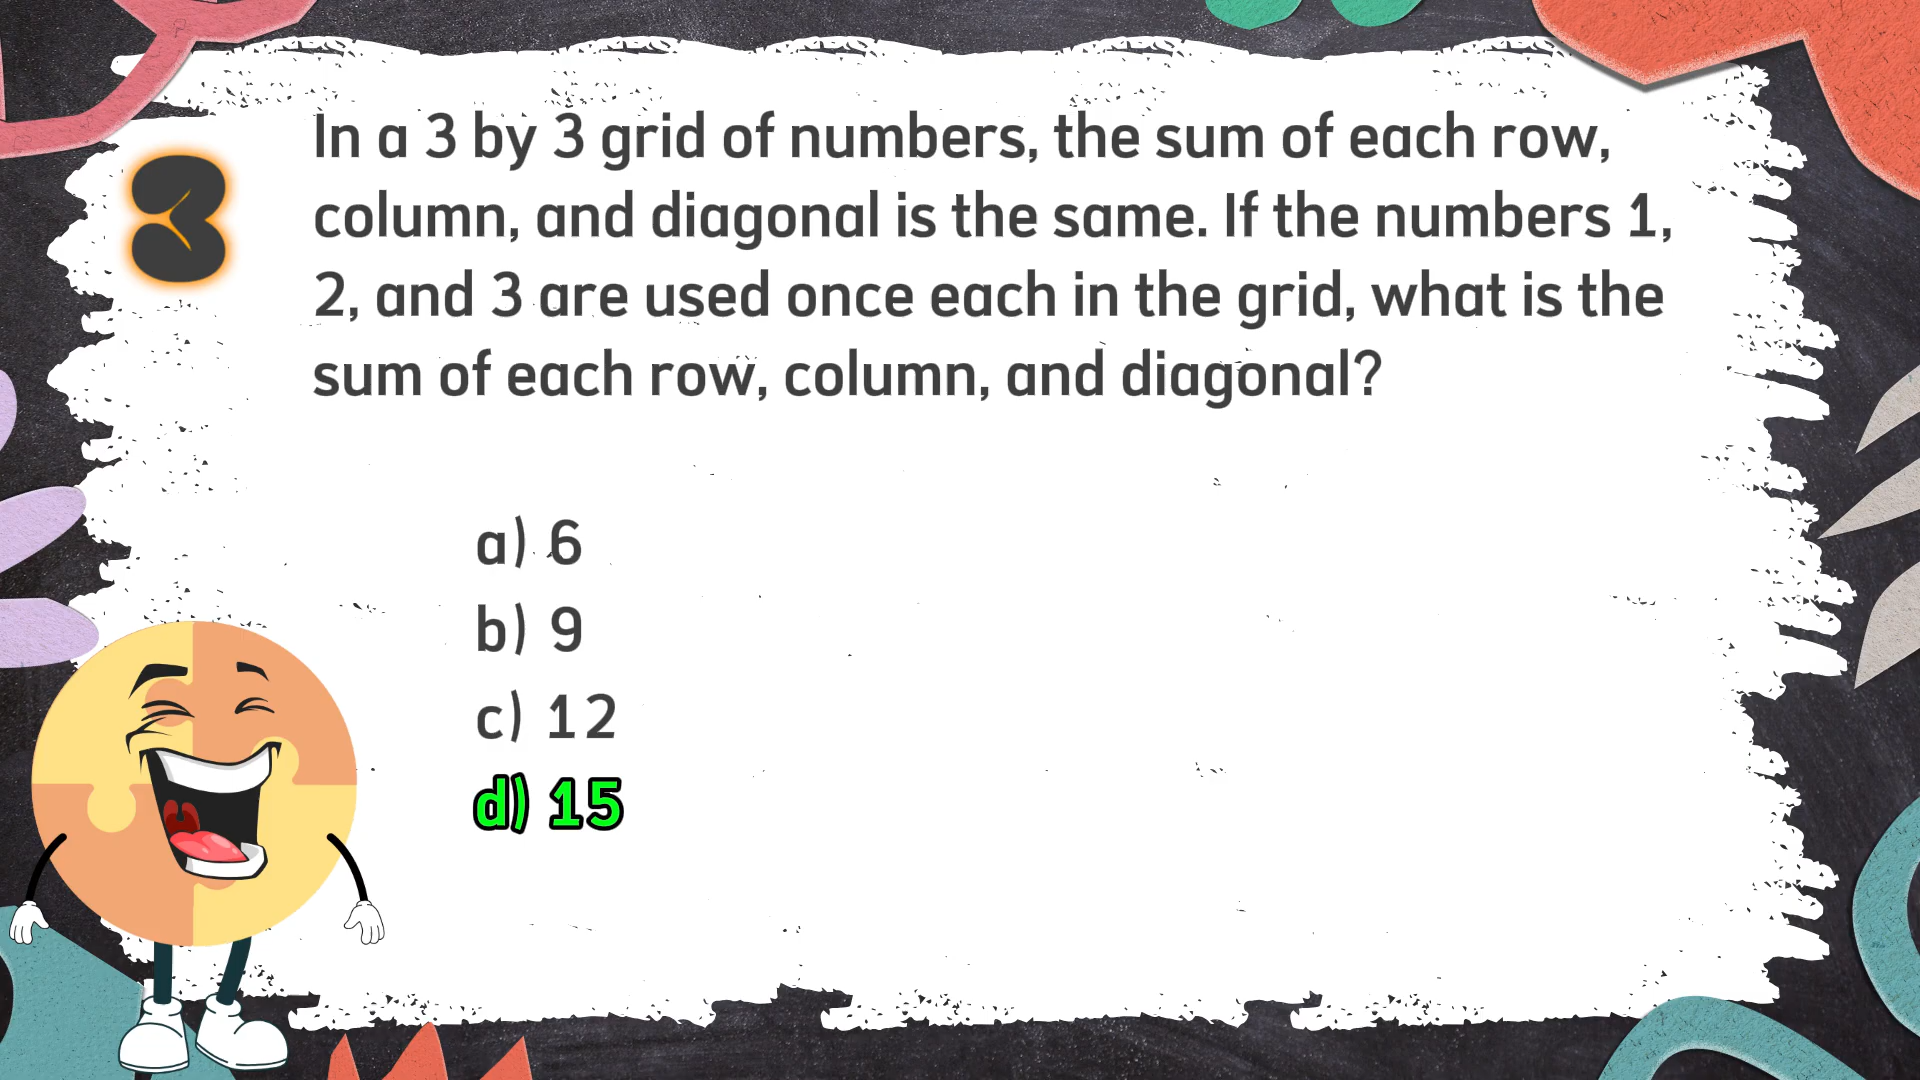 3
In a 3 by 3 grid of numbers, the sum of each row,
column, and diagonal is the same. If the numbers 1,
2, and 3 are used once each in the grid, what is the
sum of each row, column, and diagonal?
a) 6
b) 9
c) 12
d) 15